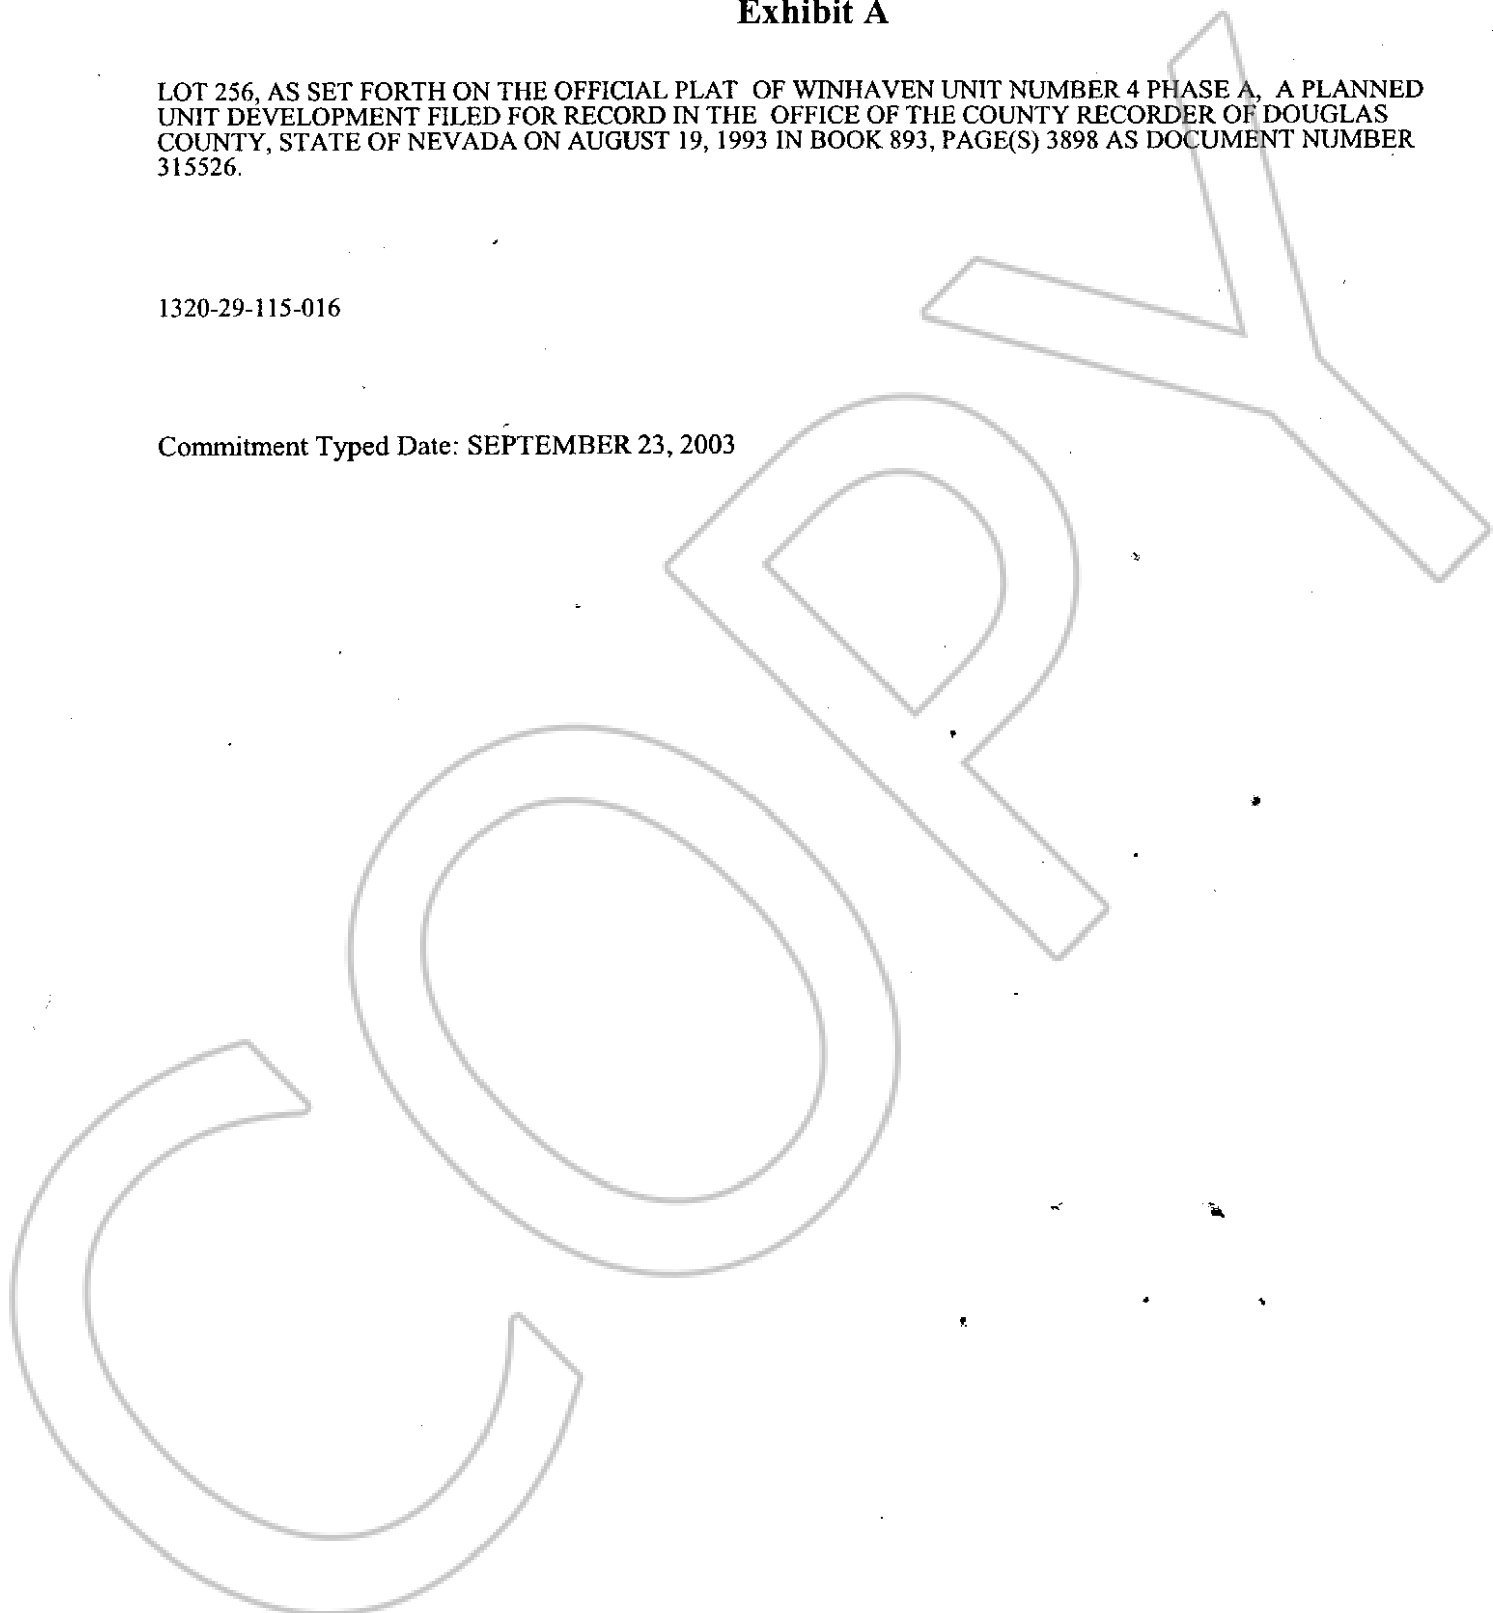 Exhibit A
LOT 256, AS SET FORTH ON THE OFFICIAL PLAT OF WINHAVEN UNIT NUMBER 4 PHASE A, A PLANNED
UNIT DEVELOPMENT FILED FOR RECORD IN THE OFFICE OF THE COUNTY RECORDER OF DOUGLAS
COUNTY, STATE OF NEVADA ON AUGUST 19, 1993 IN BOOK 893, PAGE(S) 3898 AS DOCUMENT NUMBER
315526.
1320-29-115-016
Commitment Typed Date: SEPTEMBER 23, 2003
COPY